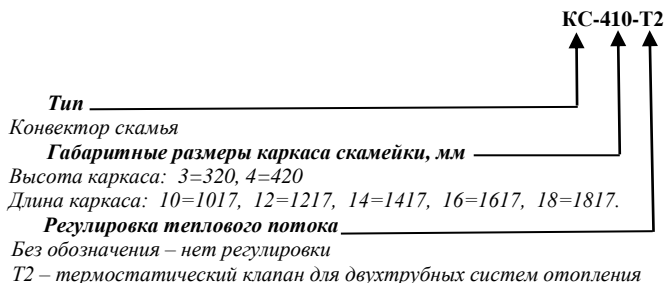 КС-410-Т2
Тип
Конвектор скамья
Габаритные размеры каркаса скамейки, мм
Высота каркаса: 3=320, 4=420
Длина каркаса: 10=1017, 12=1217, 14=1417, 16=1617, 18=1817.
Регулировка теплового потока
Без обозначения – нет регулировки
Т2 – термостатический клапан для двухтрубных систем отопления